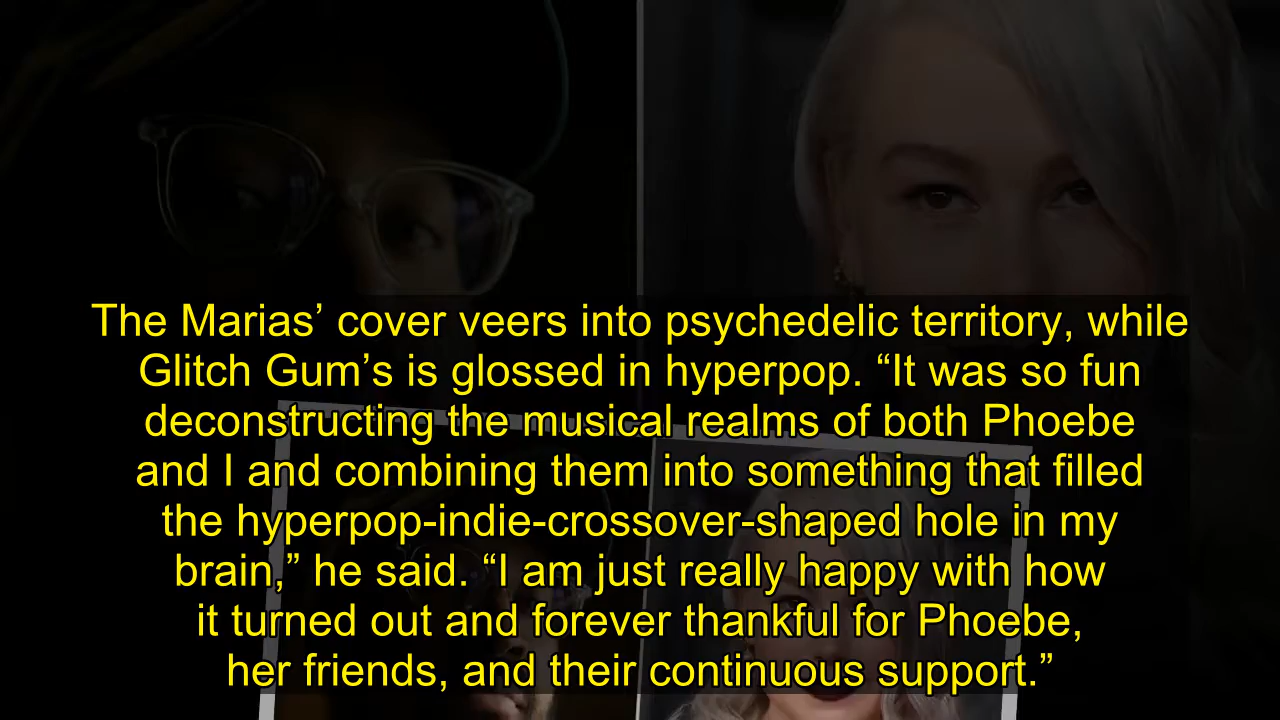 The Marias’ cover veers into psychedelic territory, while
Glitch Gum’s is glossed in hyperpop. “It was so fun
deconstructing the musical realms of both Phoebe
and I and combining them into something that filled
the hyperpop-indie-crossover-shaped hole in my
brain,” he said. “I am just really happy with how
it turned out and forever thankful for Phoebe,
her friends, and their continuous support.”